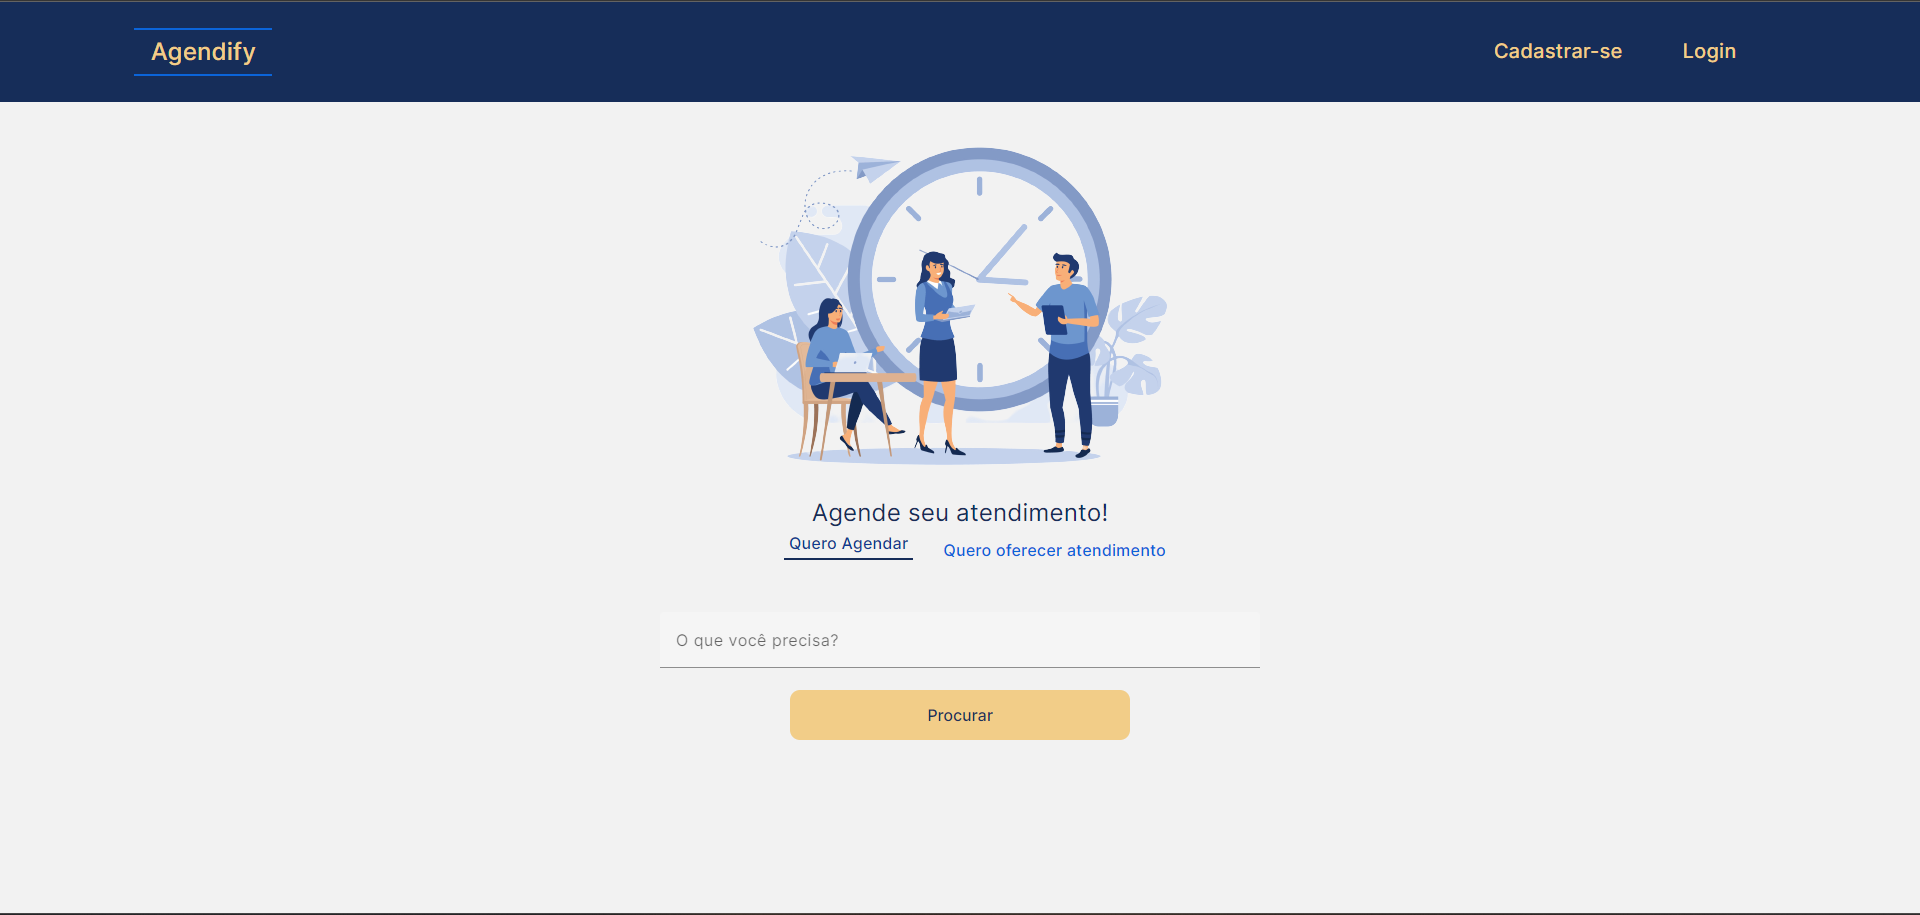 Agendify
Cadastrar-se
Login
Agende seu atendimento!
Quero Agendar
Quero oferecer atendimento
O que você precisa?
Procurar